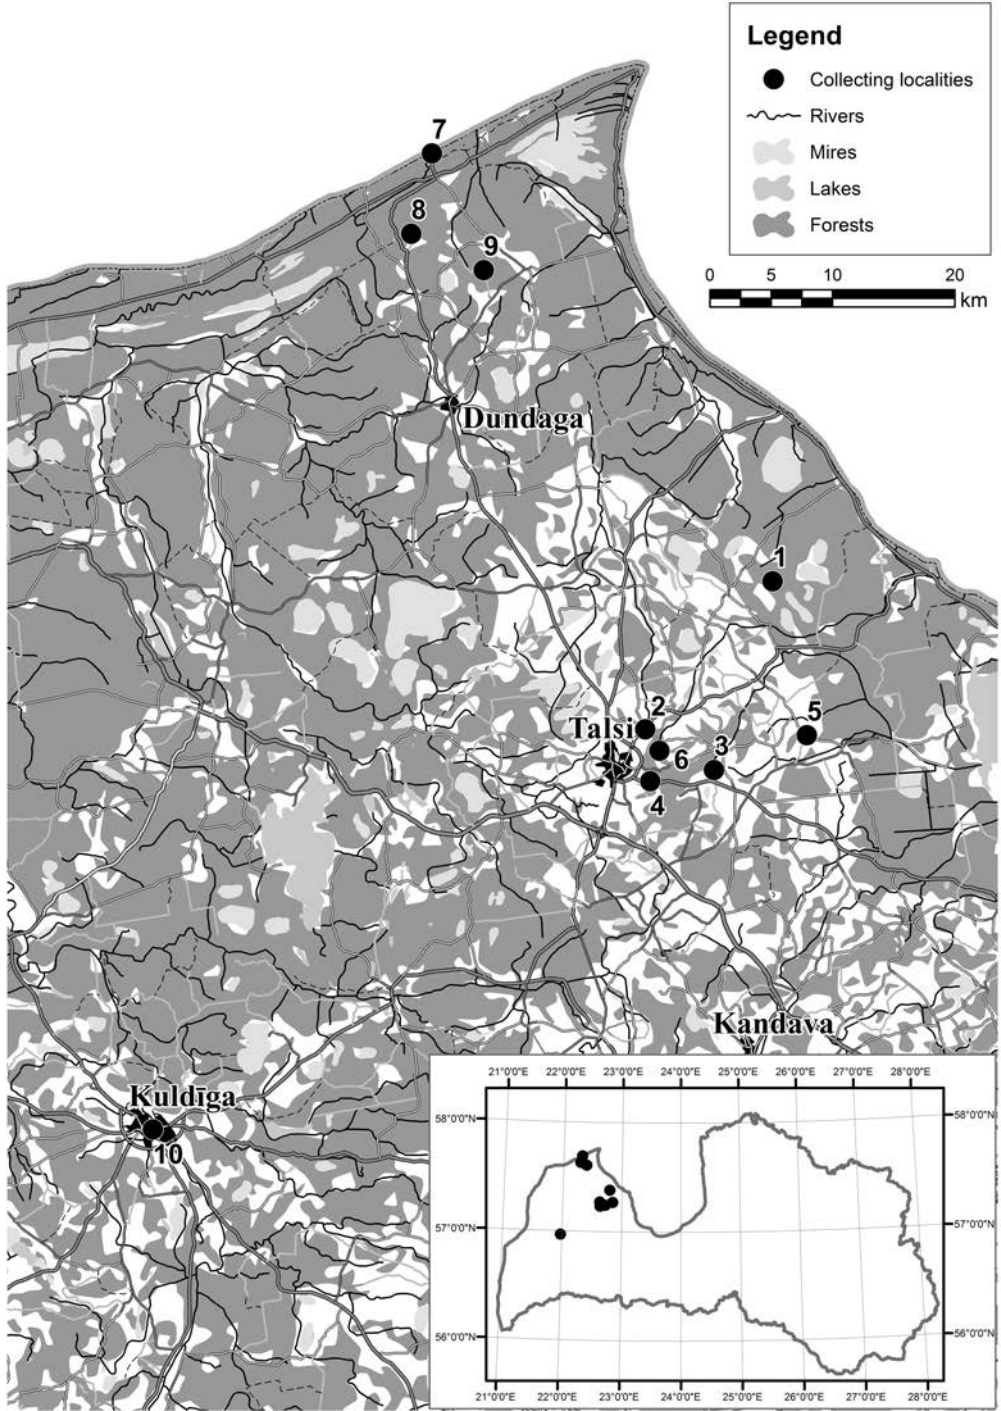 Legend
Collecting localities
Rivers
Mires
Lakes
Forests
0 5 10 20
km
7
8
9
Dundaga
1
2
Talsi
5
3
6
4
Kandava
Kuldīga
10
21°0'0"E 22°0'0"E 23°0'0"E 24°0'0"E 25°0'0"E 26°0'0"E 27°0'0"E 28°0'0"E
58°0'0"N 58°0'0"N
57°0'0"N 57°0'0"N
56°0'0"N 56°0'0"N
21°0'0"E 22°0'0"E 23°0'0"E 24°0'0"E 25°0'0"E 26°0'0"E 27°0'0"E 28°0'0"E